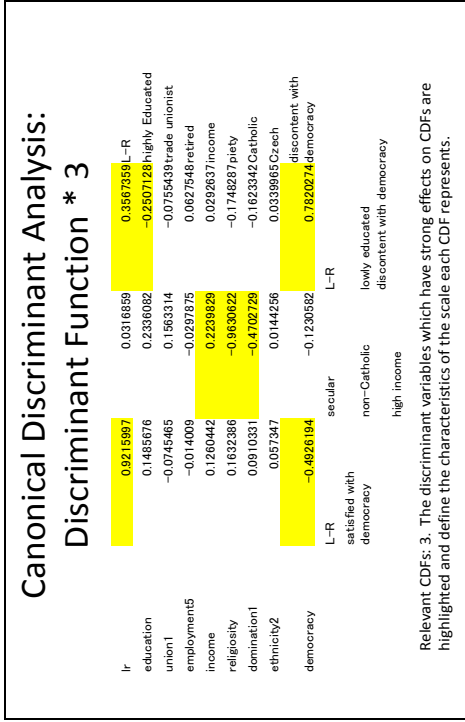 Canonical Discriminant Analysis:
Discriminant Function * 3
lr 0.9215997 0.0316859 0.3567359 L-R
education 0.1485676 0.2336082 -0.2507128 highly Educated
union1 -0.0745465 0.1563314 -0.0755439 trade unionist
employment5 -0.014009 -0.0297875 0.0627548 retired
income 0.1260442 0.2239829 0.0292637 income
religiosity 0.1632386 -0.9630622 -0.1748287 piety
domination1 0.0910331 -0.4702729 -0.1623342 Catholic
ethnicity2 0.057347 0.0144256 0.0339965 Czech
democracy -0.4926194 -0.1230582 0.7820274 discontent with democracy
L-R secular L-R
satisfied with democracy non-Catholic lowly educated discontent with democracy
high income
Relevant CDFs: 3. The discriminant variables which have strong effects on CDFs are
highlighted and define the characteristics of the scale each CDF represents.